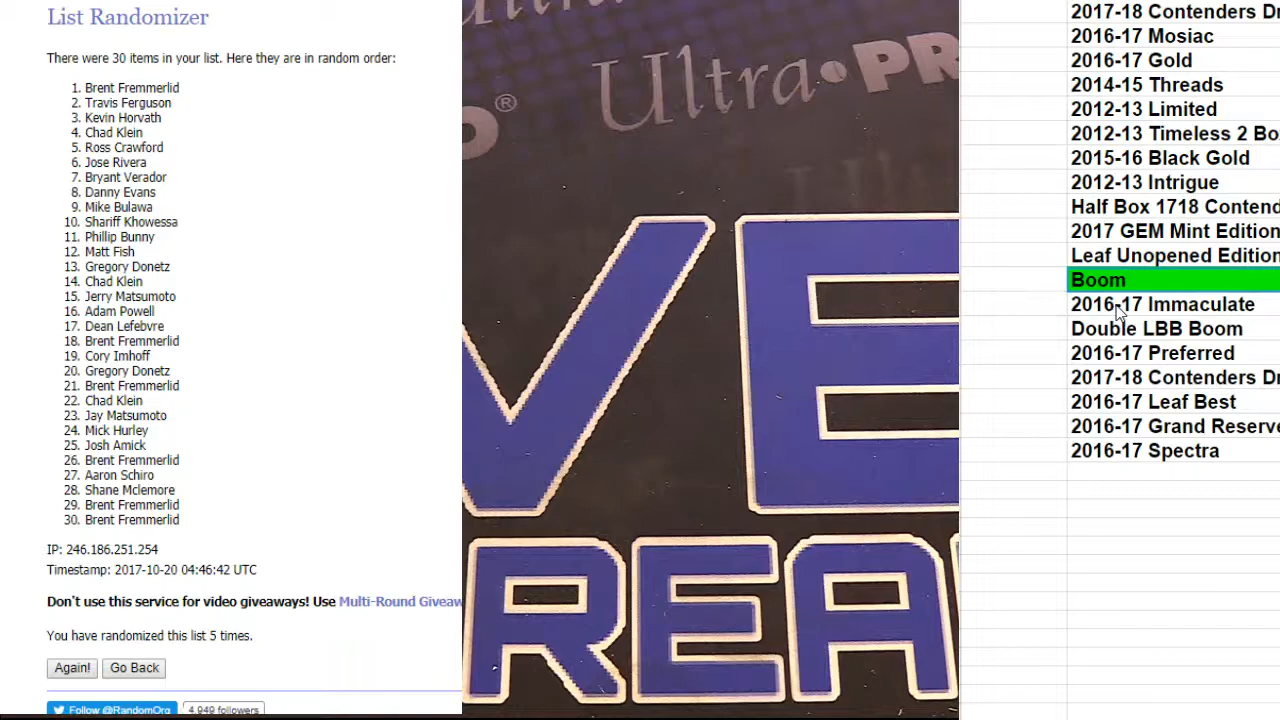 List Randomizer
There were 30 items in your list. Here they are in random order:
1. Brent Fremmerlid
2. Travis Ferguson
3. Kevin Horvath
4. Chad Klein
5. Ross Crawford
6. Jose Rivera
7. Bryant Verador
8. Danny Evans
9. Mike Bulawa
10. Shariff Khowessa
11. Phillip Bunny
12. Matt Fish
13. Gregory Donetz
14. Chad Klein
15. Jerry Matsumoto
16. Adam Powell
17. Dean Lefebvre
18. Brent Fremmerlid
19. Cory Imhoff
20. Gregory Donetz
21. Brent Fremmerlid
22. Chad Klein
23. Jay Matsumoto
24. Mick Hurley
25. Josh Amick
26. Brent Fremmerlid
27. Aaron Schiro
28. Shane Mclemore
29. Brent Fremmerlid
30. Brent Fremmerlid
IP: 246.186.251.254
Timestamp: 2017-10-20 04:46:42 UTC
Don't use this service for video giveaways! Use Multi-Round Giveaw
You have randomized this list 5 times.
Again! Go Back
Follow @RandomOrg 4,949 followers
Ultra
O®
Ultra PR
VE
REA
2017-18 Contenders Dr
2016-17 Mosiac
2016-17 Gold
2014-15 Threads
2012-13 Limited
2012-13 Timeless 2 Bo
2015-16 Black Gold
2012-13 Intrigue
Half Box 1718 Contend
2017 GEM Mint Edition
Leaf Unopened Edition
Boom
2016-17 Immaculate
Double LBB Boom
2016-17 Preferred
2017-18 Contenders Dr
2016-17 Leaf Best
2016-17 Grand Reserve
2016-17 Spectra